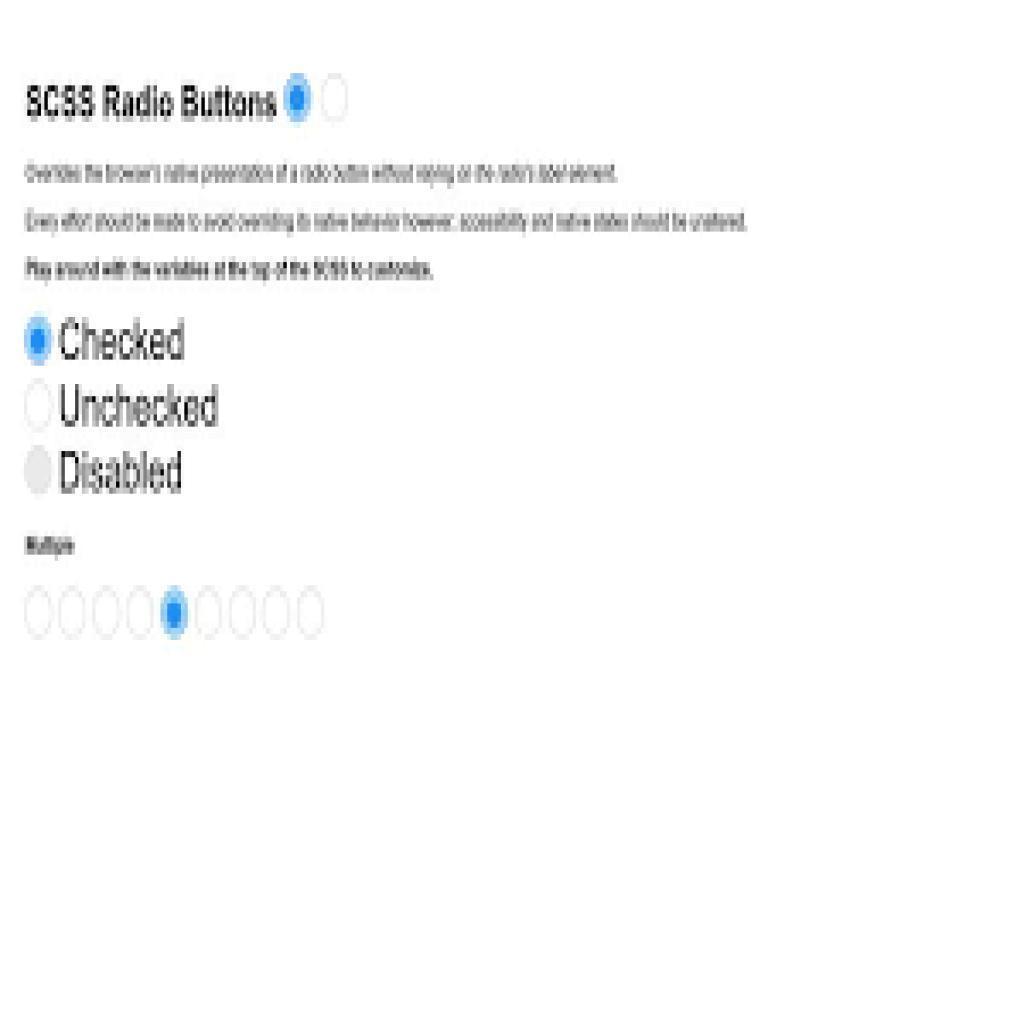 SCSS Radio Buttons
Overrides the browser's native presentation of a radio button without relying on the radio's label element.
Every effort should be made to avoid overriding its native behavior however, accessibility and native states should be unaltered.
Play around with the variables at the top of the SCSS to customize.
Checked
Unchecked
Disabled
Multiple